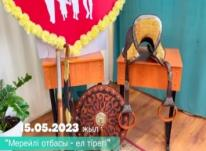 15.05.2023 жыл
"Мерейлі отбасы - ел тірегі"